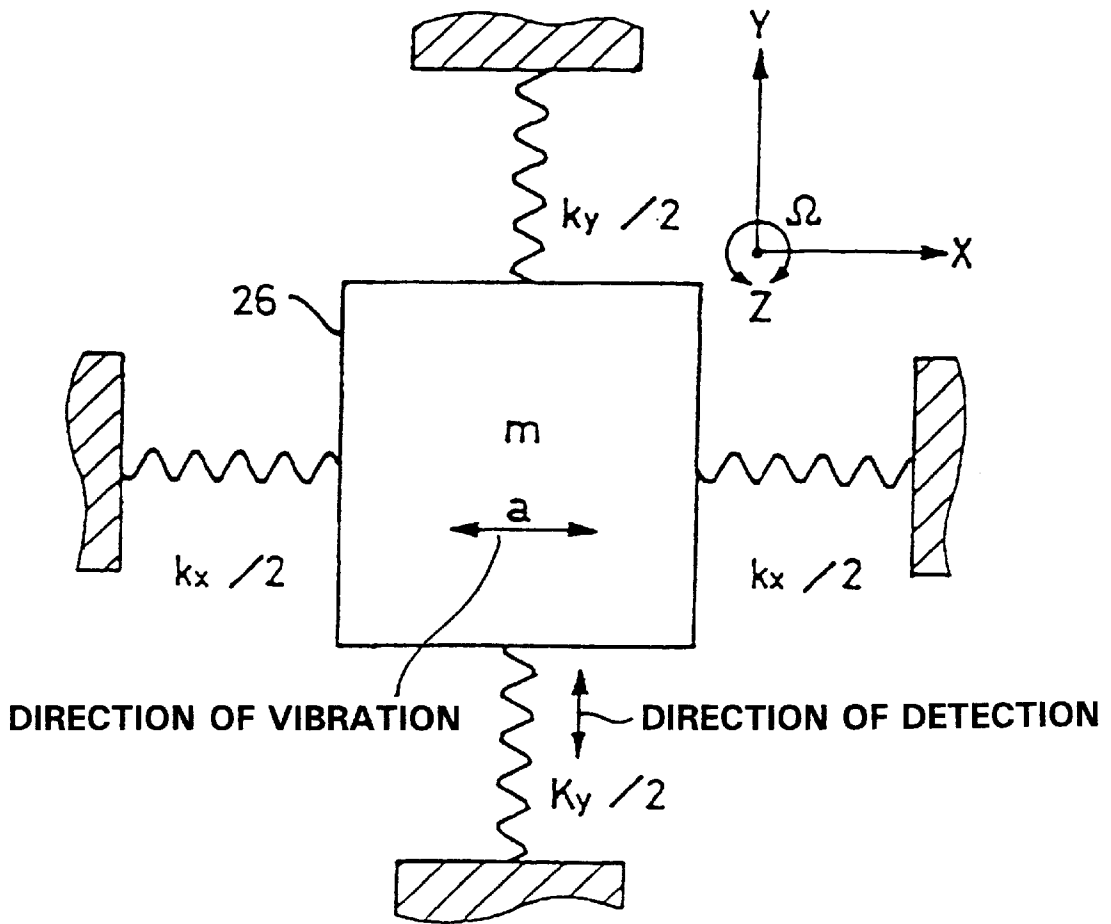 Y
ky /2
Ω
X
Z
26
m
a
kx /2
kx /2
DIRECTION OF VIBRATION
DIRECTION OF DETECTION
Ky /2